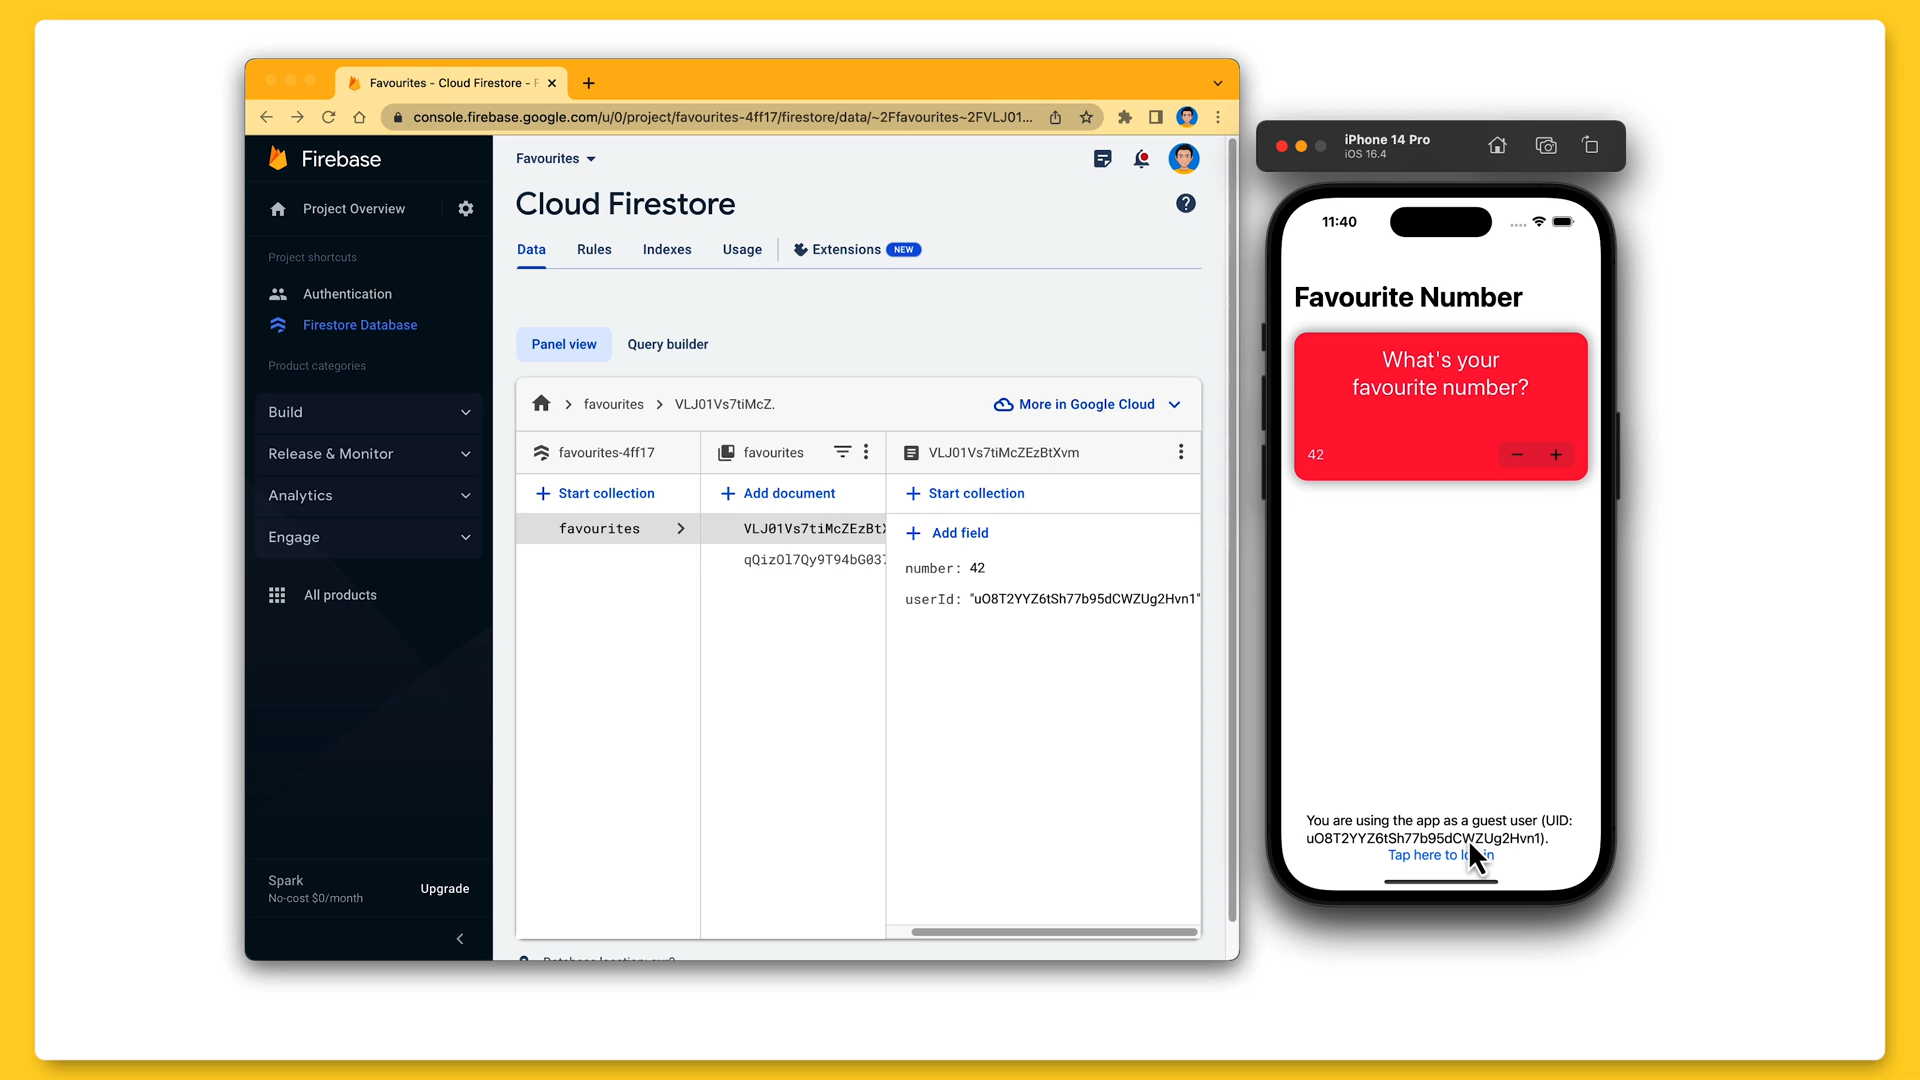 Favourites - Cloud Firestore - F
console.firebase.google.com/u/0/project/favourites-4ff17/firestore/data/~2Ffavourites~2FVLJ01...
Firebase
Project Overview
Project shortcuts
Authentication
Firestore Database
Product categories
Build
Release & Monitor
Analytics
Engage
All products
Spark
No-cost $0/month
Upgrade
Favourites
Cloud Firestore
Data
Rules
Indexes
Usage
Extensions NEW
Panel view
Query builder
favourites
VLJ01Vs7tiMcZ.
More in Google Cloud
favourites-4ff17
Start collection
favourites
favourites
Add document
VLJ01Vs7tiMcZEzBtX
qQizOl7Qy9T94bG037
VLJ01Vs7tiMcZEzBtXvm
Start collection
Add field
number: 42
userId: "uO8T2YYZ6tSh77b95dCWZUg2Hvn1"
iPhone 14 Pro
iOS 16.4
11:40
Favourite Number
What's your
favourite number?
42
You are using the app as a guest user (UID:
uO8T2YYZ6tSh77b95dCWZUg2Hvn1).
Tap here to